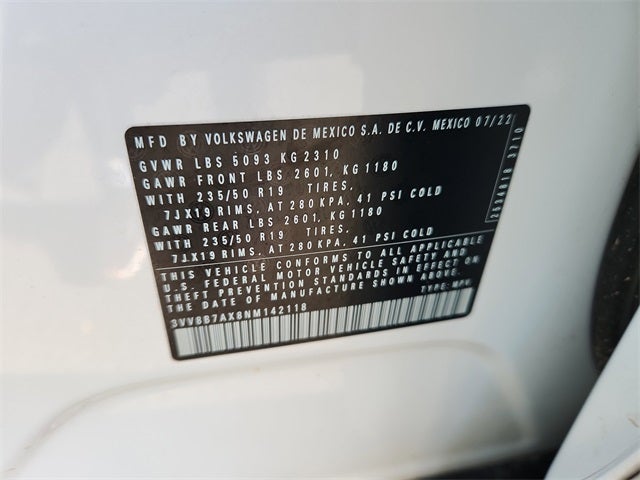 MFD BY VOLKSWAGEN DE MEXICO S.A. DE C.V. MEXICO 07/22
GVWR LBS 5093 KG 2310
GAWR FRONT LBS 2601, KG 1180
WITH 235/50 R19 TIRES,
7JX19 RIMS, AT 280 KPA, 41 PSI COLD
GAWR REAR LBS 2601, KG 1180
WITH 235/50 R19 TIRES,
7JX19 RIMS, AT 280 KPA, 41 PSI COLD
THIS VEHICLE CONFORMS TO ALL APPLICABLE
U.S. FEDERAL MOTOR VEHICLE SAFETY AND
THEFT PREVENTION STANDARDS IN EFFECT ON
THE DATE OF MANUFACTURE SHOWN ABOVE.
3VV8B7AX8NM142118 TYPE: MPV
3710